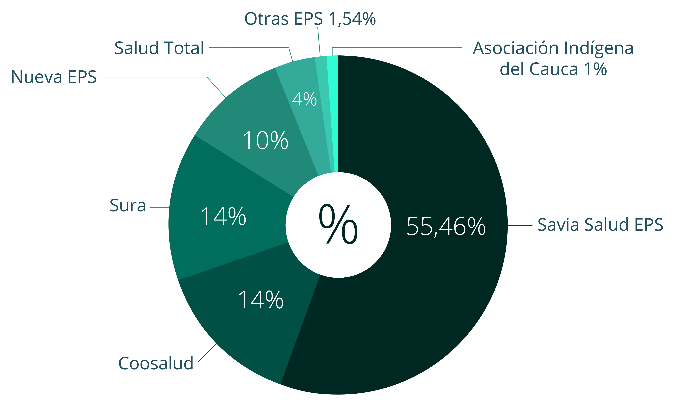 Otras EPS 1,54%
Salud Total
Asociación Indígena
del Cauca 1%
Nueva EPS
4%
10%
Sura
14%
%
55,46%
Savia Salud EPS
14%
Coosalud